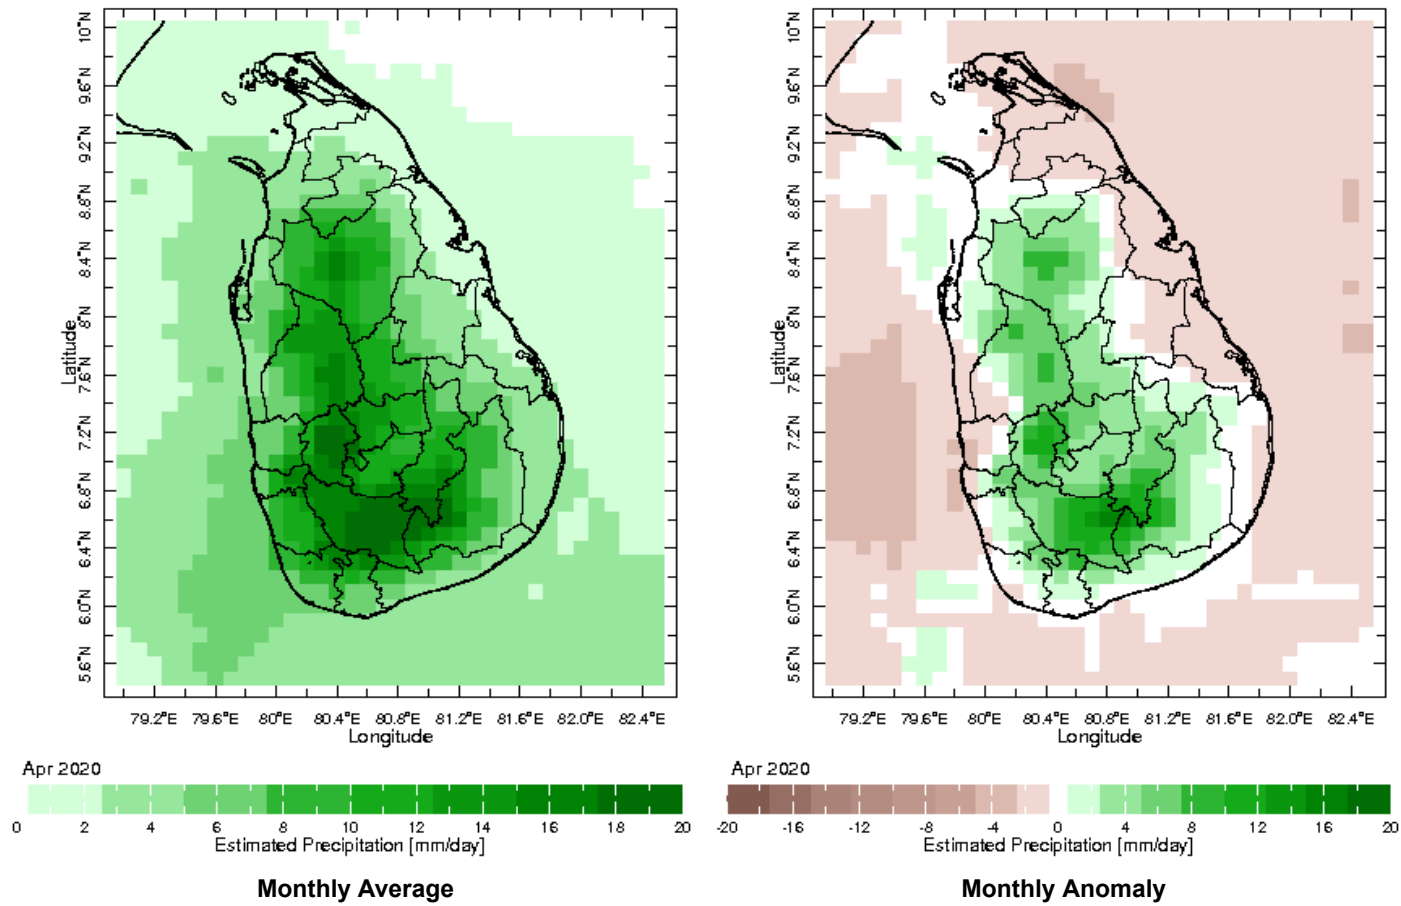 10°N
9.6°N
9.2°N
8.8°N
8.4°N
8°N
7.6°N
7.2°N
6.8°N
6.4°N
6.0°N
5.6°N
Latitude
79.2°E 79.6°E 80°E 80.4°E 80.8°E 81.2°E 81.6°E 82.0°E 82.4°E
Longitude
Apr 2020
0 2 4 6 8 10 12 14 16 18 20
Estimated Precipitation [mm/day]
Monthly Average
10°N
9.6°N
9.2°N
8.8°N
8.4°N
8°N
7.6°N
7.2°N
6.8°N
6.4°N
6.0°N
5.6°N
Latitude
79.2°E 79.6°E 80°E 80.4°E 80.8°E 81.2°E 81.6°E 82.0°E 82.4°E
Longitude
Apr 2020
-20 -16 -12 -8 -4 0 4 8 12 16 20
Estimated Precipitation [mm/day]
Monthly Anomaly